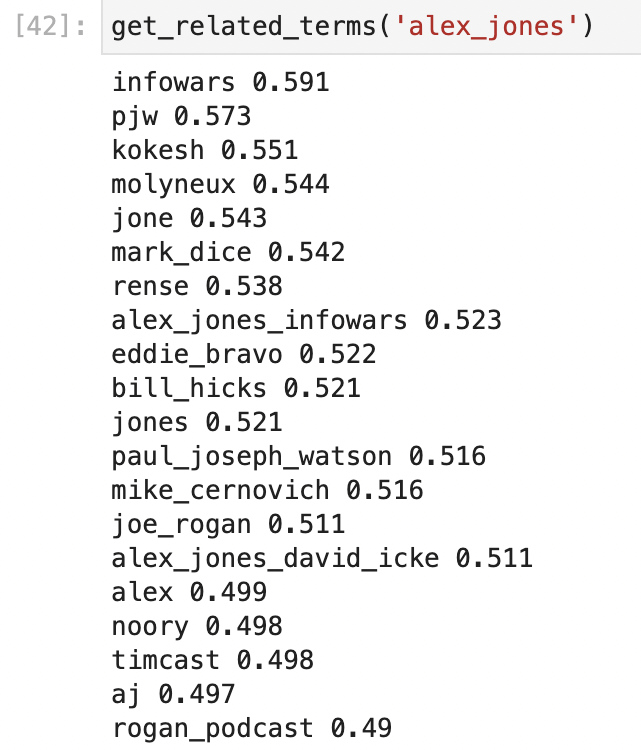 [42]: get_related_terms('alex_jones')
infowars 0.591
pjw 0.573
kokesh 0.551
molyneux 0.544
jone 0.543
mark_dice 0.542
rense 0.538
alex_jones_infowars 0.523
eddie_bravo 0.522
bill_hicks 0.521
jones 0.521
paul_joseph_watson 0.516
mike_cernovich 0.516
joe_rogan 0.511
alex_jones_david_icke 0.511
alex 0.499
noory 0.498
timcast 0.498
aj 0.497
rogan_podcast 0.49